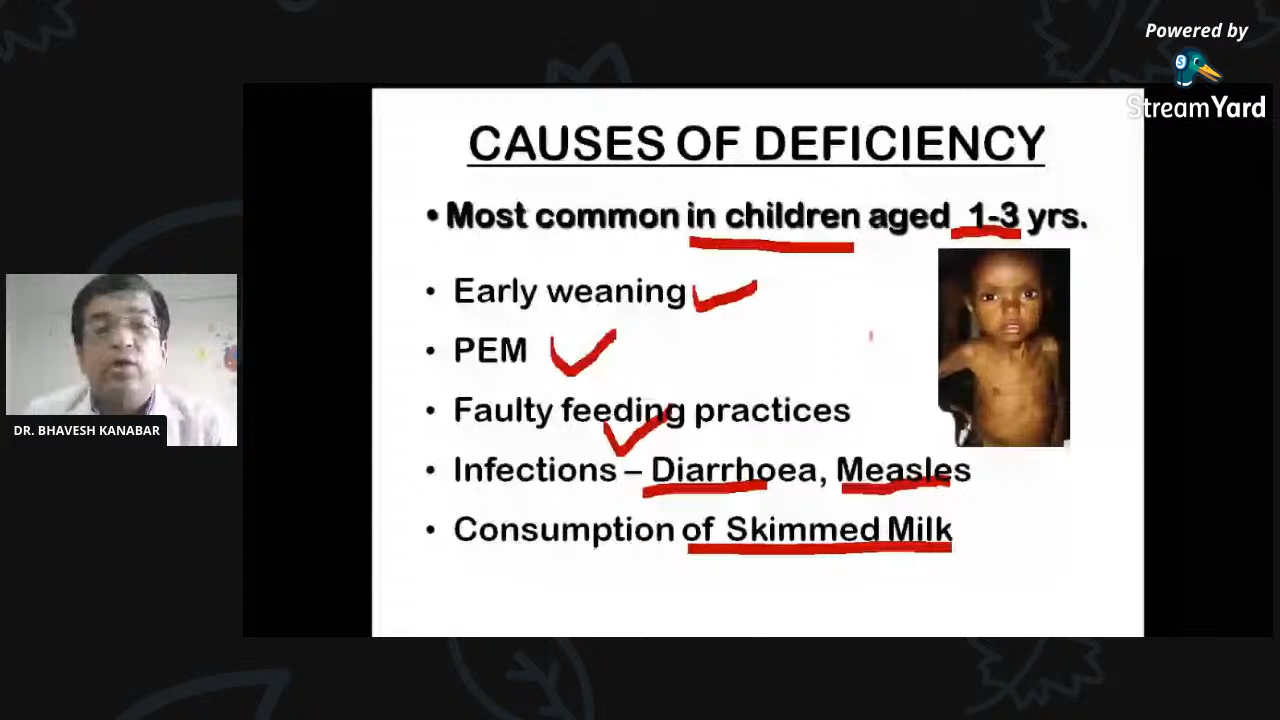 Powered by
StreamYard
CAUSES OF DEFICIENCY
• Most common in children aged 1-3 yrs.
• Early weaning
• PEM
• Faulty feeding practices
• Infections – Diarrhoea, Measles
• Consumption of Skimmed Milk
DR. BHAVESH KANABAR